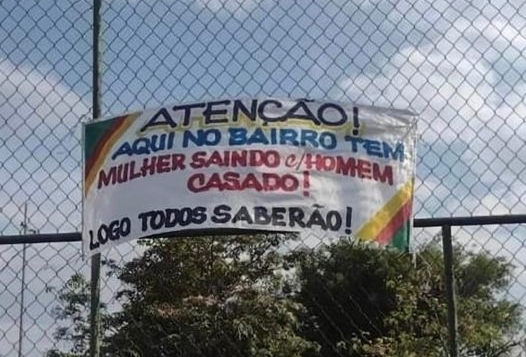 ATENÇÃO!
AQUI NO BAIRRO TEM
MULHER SAINDO c/HOMEM
CASADO!
LOGO TODOS SABERÃO!